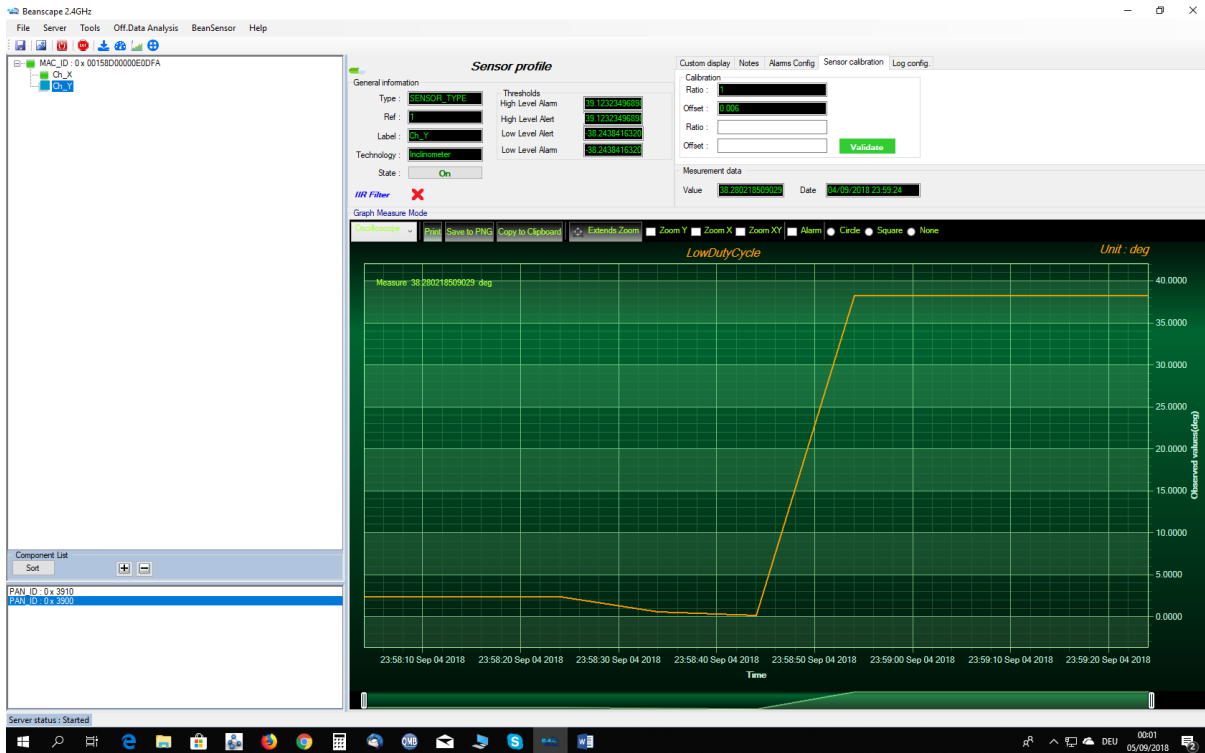 Beanscape 2.4GHz
File Server Tools Off.Data Analysis BeanSensor Help
MAC_ID : 0 x 00158D00000E0DFA
Ch_X
Ch_Y
Component List
Sort
PAN_ID : 0 x 3910
PAN_ID : 0 x 3900
Server status : Started
Sensor profile
General information
Type : SENSOR_TYPE
Ref : 1
Label : Ch_Y
Technology : Inclinometer
State : On
IIR Filter
Thresholds
High Level Alarm 39.12323496898
High Level Alert 39.12323496898
Low Level Alert -38.2438416320
Low Level Alarm -38.2438416320
Custom display Notes Alarms Config Sensor calibration Log config.
Calibration
Ratio : 1
Offset : 0.006
Ratio :
Offset :
Validate
Mesurement data
Value 38.280218509029 Date 04/09/2018 23:59:24
Graph Measure Mode
Oscilloscope Print Save to PNG Copy to Clipboard Extends Zoom Zoom Y Zoom X Zoom XY Alarm Circle Square None
LowDutyCycle
Unit : deg
Measure 38.280218509029 deg
40.0000
35.0000
30.0000
25.0000
20.0000
15.0000
10.0000
5.0000
0.0000
Observed values(deg)
23:58:10 Sep 04 2018 23:58:20 Sep 04 2018 23:58:30 Sep 04 2018 23:58:40 Sep 04 2018 23:58:50 Sep 04 2018 23:59:00 Sep 04 2018 23:59:10 Sep 04 2018 23:59:20 Sep 04 2018
Time
DEU
00:01
05/09/2018